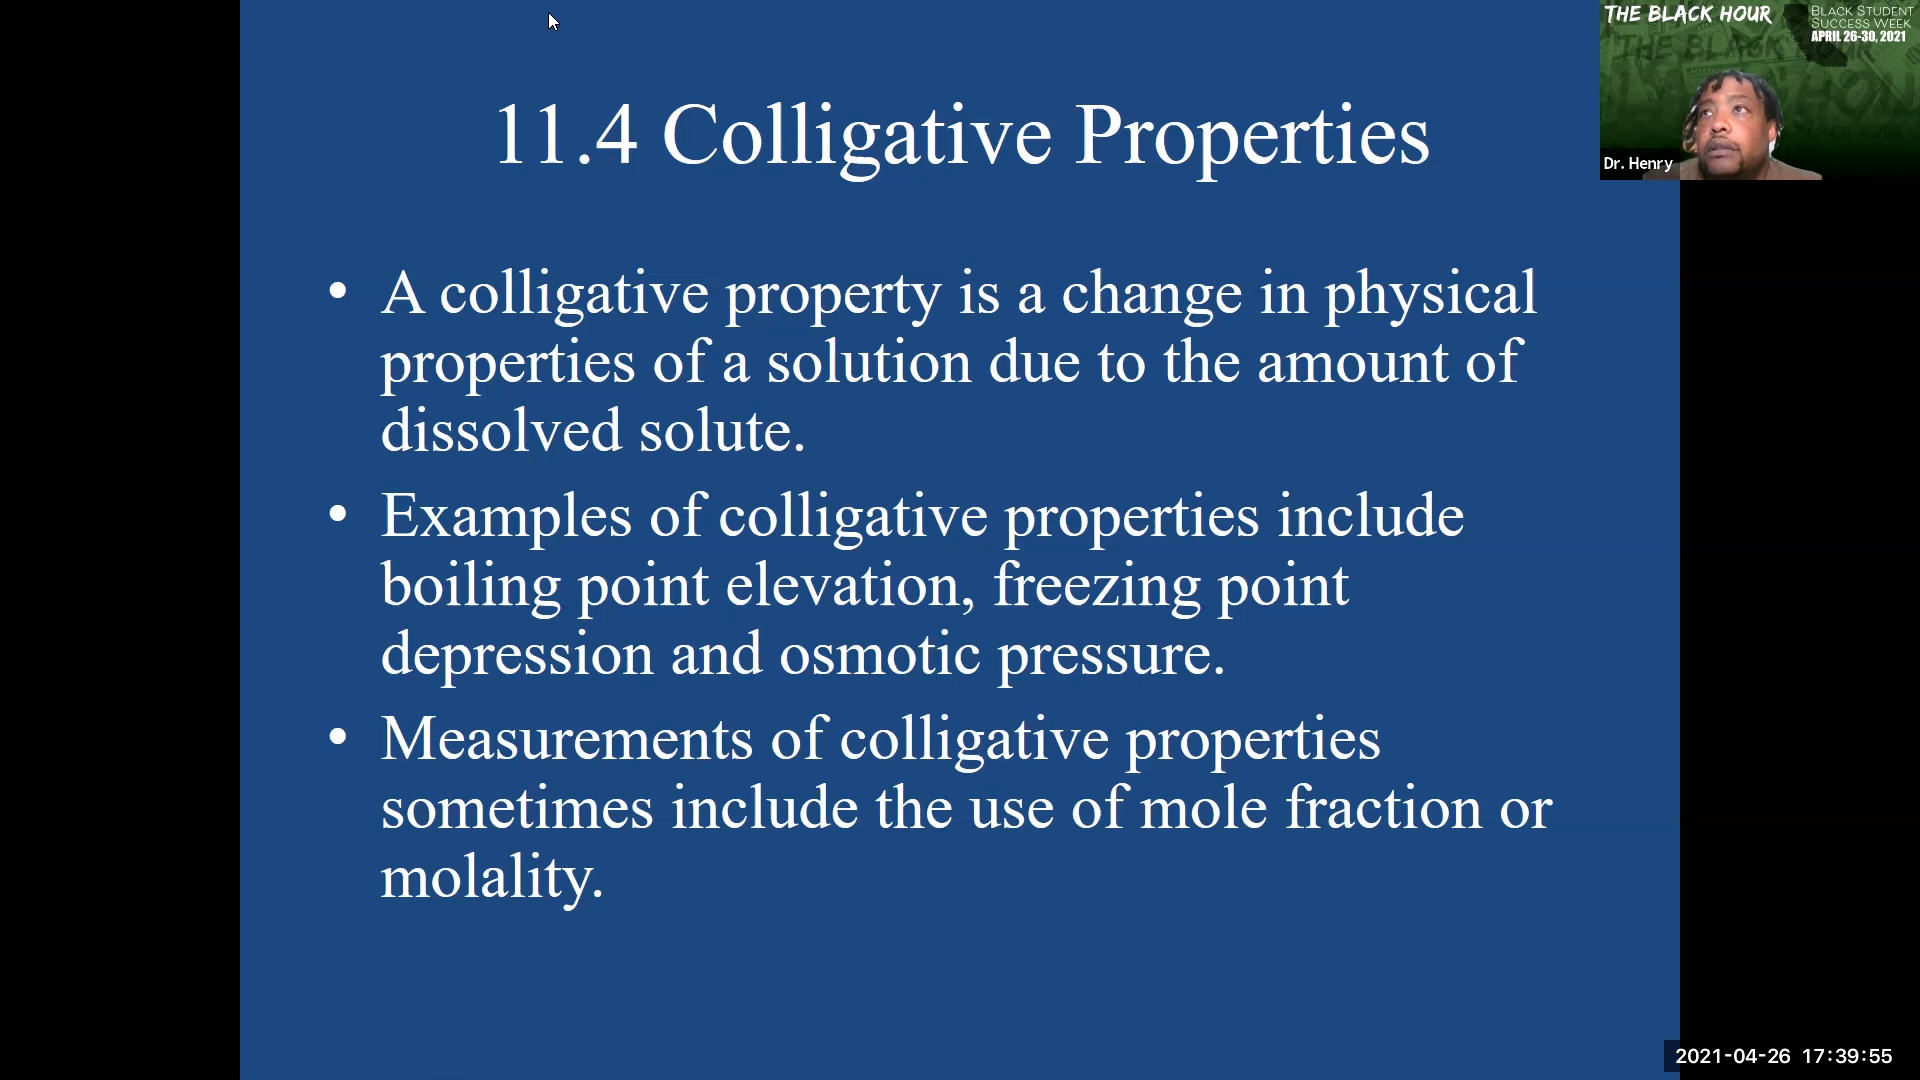 THE BLACK HOUR
BLACK STUDENT
SUCCESS WEEK
APRIL 26-30, 2021
THE BLACK HOUR
Dr. Henry
11.4 Colligative Properties
• A colligative property is a change in physical
properties of a solution due to the amount of
dissolved solute.
• Examples of colligative properties include
boiling point elevation, freezing point
depression and osmotic pressure.
• Measurements of colligative properties
sometimes include the use of mole fraction or
molality.
2021-04-26 17:39:55